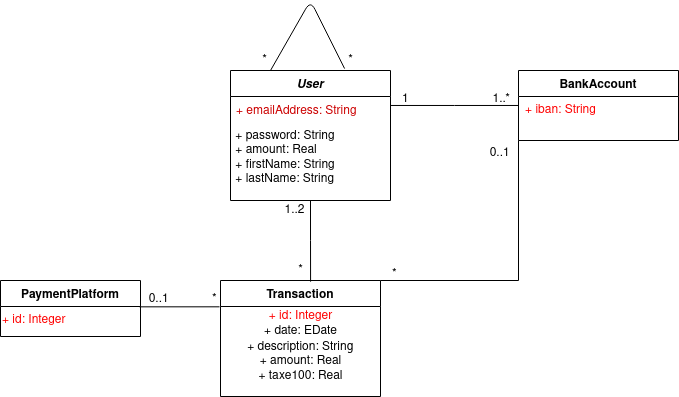 * *
User
+ emailAddress: String
+ password: String
+ amount: Real
+ firstName: String
+ lastName: String
1 1..*
BankAccount
+ iban: String
0..1
1..2
*
*
PaymentPlatform
+ id: Integer
0..1 *
Transaction
+ id: Integer
+ date: EDate
+ description: String
+ amount: Real
+ taxe100: Real